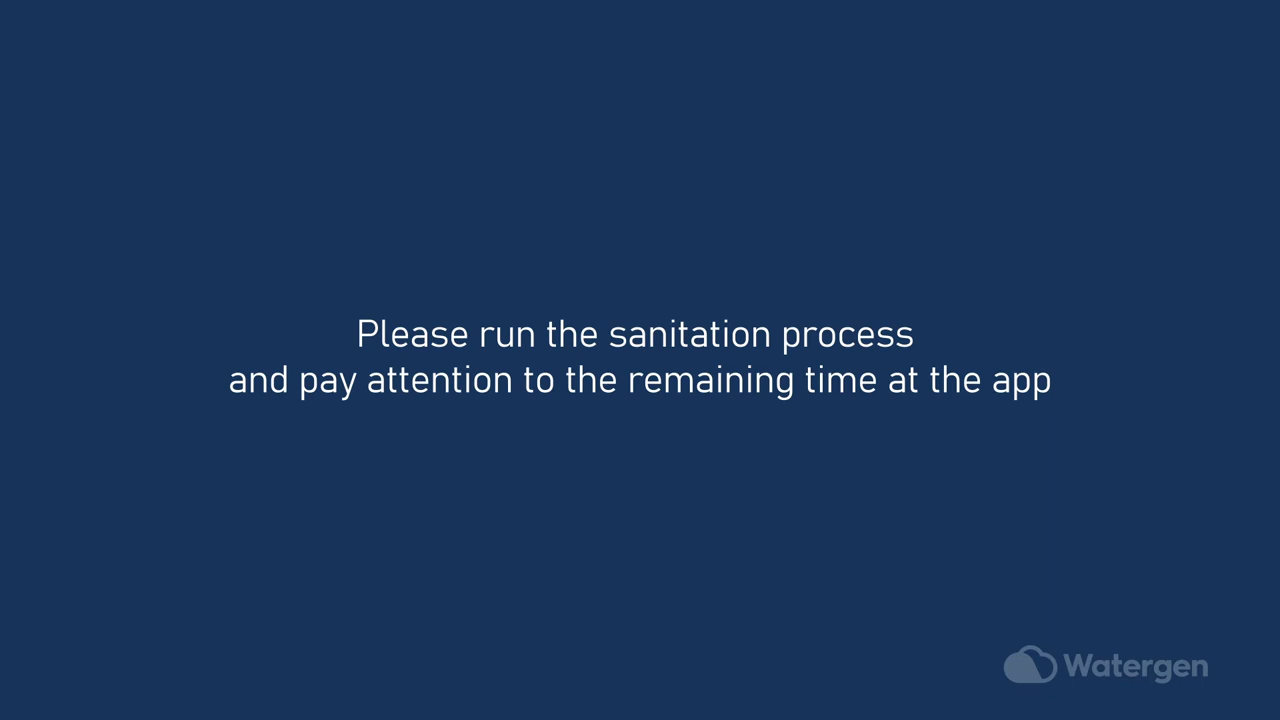 Please run the sanitation process
and pay attention to the remaining time at the app
Watergen